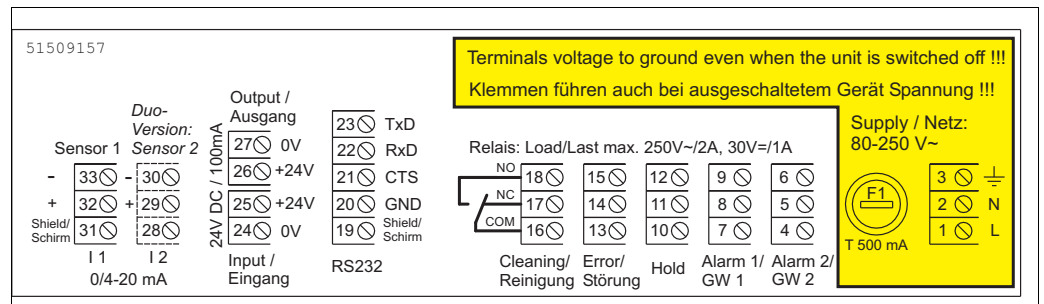 51509157
Terminals voltage to ground even when the unit is switched off !!!
Klemmen führen auch bei ausgeschaltetem Gerät Spannung !!!
Sensor 1
Duo-
Version:
Sensor 2
- 33 - 30
+ 32 + 29
Shield/
Schirm
31 28
I 1 I 2
0/4-20 mA
Output /
Ausgang
24V DC / 100mA
27 0V
26 +24V
25 +24V
24 0V
Input /
Eingang
23 TxD
22 RxD
21 CTS
20 GND
19 Shield/
Schirm
RS232
Relais: Load/Last max. 250V~/2A, 30V=/1A
NO 18 15 12 9 6
NC 17 14 11 8 5
COM 16 13 10 7 4
Cleaning/
Reinigung
Error/
Störung
Hold
Alarm 1/
GW 1
Alarm 2/
GW 2
Supply / Netz:
80-250 V~
F1
T 500 mA
3
2 N
1 L